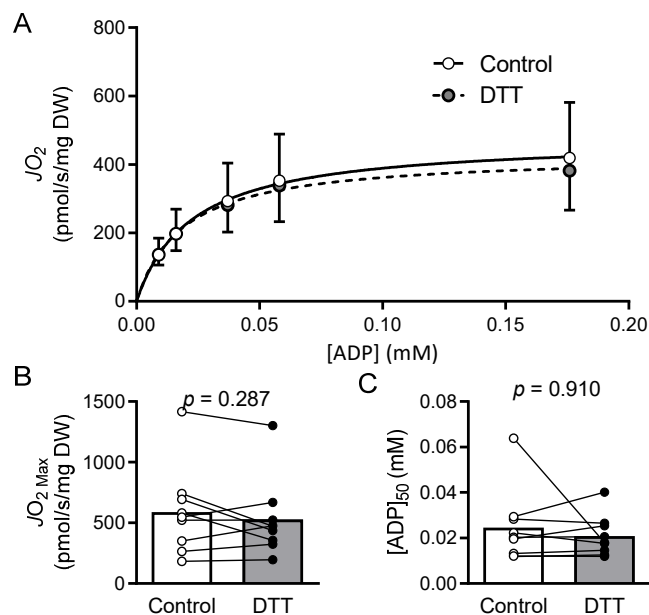 A
800
600
400
200
0
JO2
(pmol/s/mg DW)
Control
DTT
0.00 0.05 0.10 0.15 0.20
[ADP] (mM)
B
p = 0.287
1500
1000
500
0
JO2 Max
(pmol/s/mg DW)
Control DTT
C
p = 0.910
0.08
0.06
0.04
0.02
0.00
[ADP]50 (mM)
Control DTT